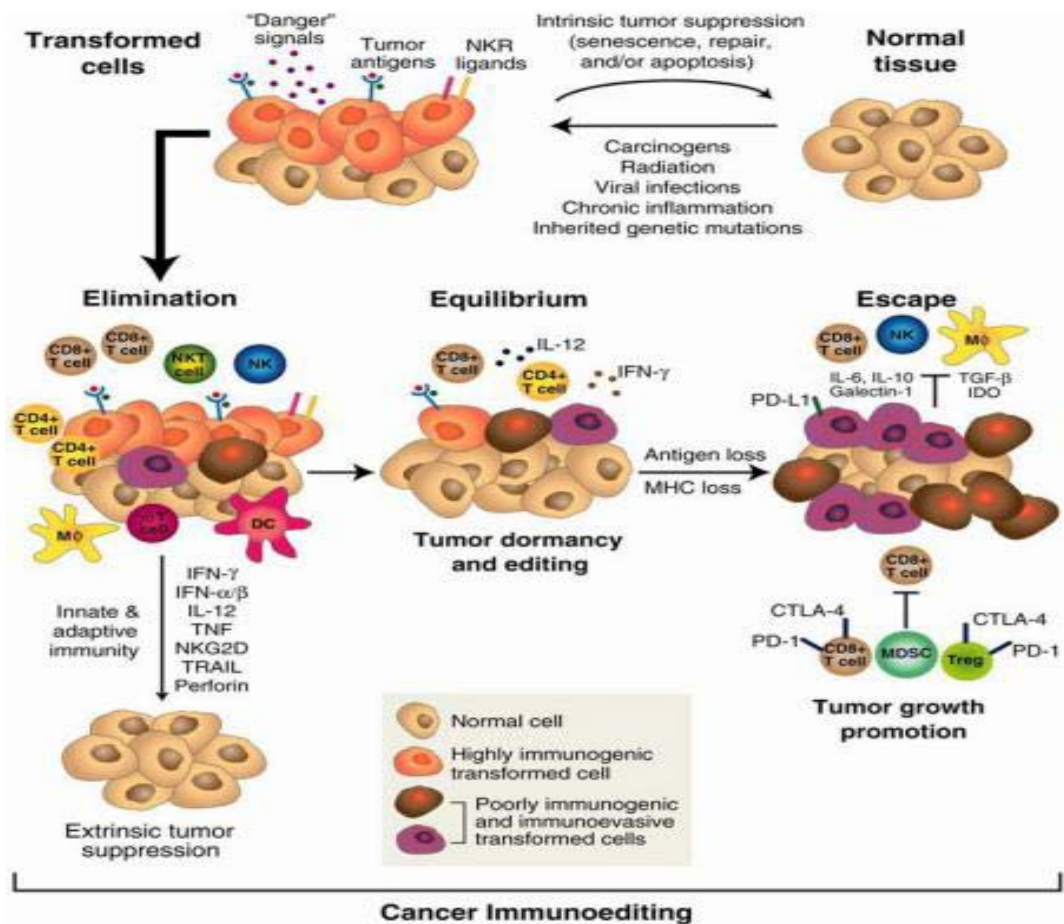 Transformed
cells
"Danger"
signals
Tumor
antigens
NKR
ligands
Intrinsic tumor suppression
(senescence, repair,
and/or apoptosis)
Normal
tissue
Carcinogens
Radiation
Viral infections
Chronic inflammation
Inherited genetic mutations
Elimination
CD8+
T cell
CD8+
T cell
NKT
cell
NK
CD4+
T cell
CD4+
T cell
Mϕ
γδ T
cell
DC
Equilibrium
CD8+
T cell
IL-12
CD4+
T cell
IFN-γ
Tumor dormancy
and editing
Antigen loss
MHC loss
Escape
CD8+
T cell
NK
Mϕ
IL-6, IL-10
Galectin-1
TGF-β
IDO
PD-L1
CD8+
T cell
CTLA-4
PD-1
CD8+
T cell
MDSC
Treg
CTLA-4
PD-1
Tumor growth
promotion
Innate &
adaptive
immunity
IFN-γ
IFN-α/β
IL-12
TNF
NKG2D
TRAIL
Perforin
Extrinsic tumor
suppression
Normal cell
Highly immunogenic
transformed cell
Poorly immunogenic
and immunoevasive
transformed cells
Cancer Immunoediting